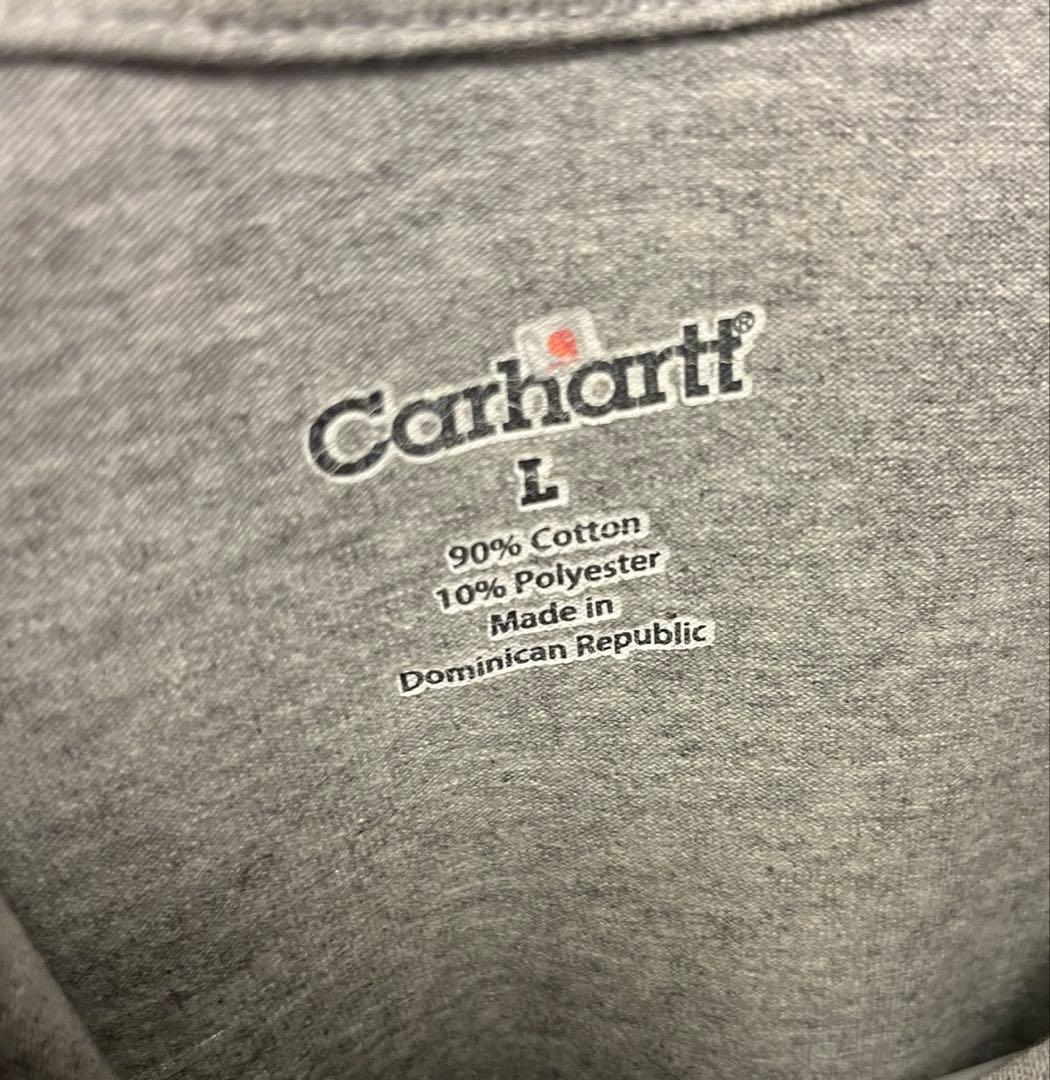 Carhartt®
L
90% Cotton
10% Polyester
Made in
Dominican Republic